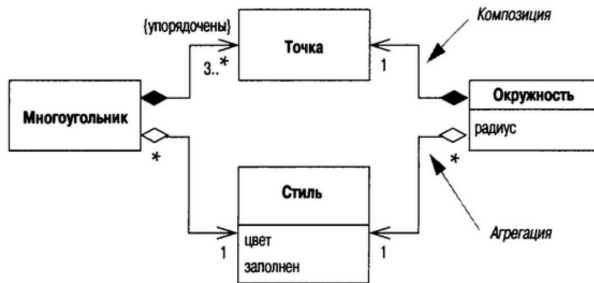 {упорядочены}
Точка
Композиция
3..*
1
Многоугольник
Окружность
радиус
*
*
Стиль
цвет
заполнен
1
1
Агрегация